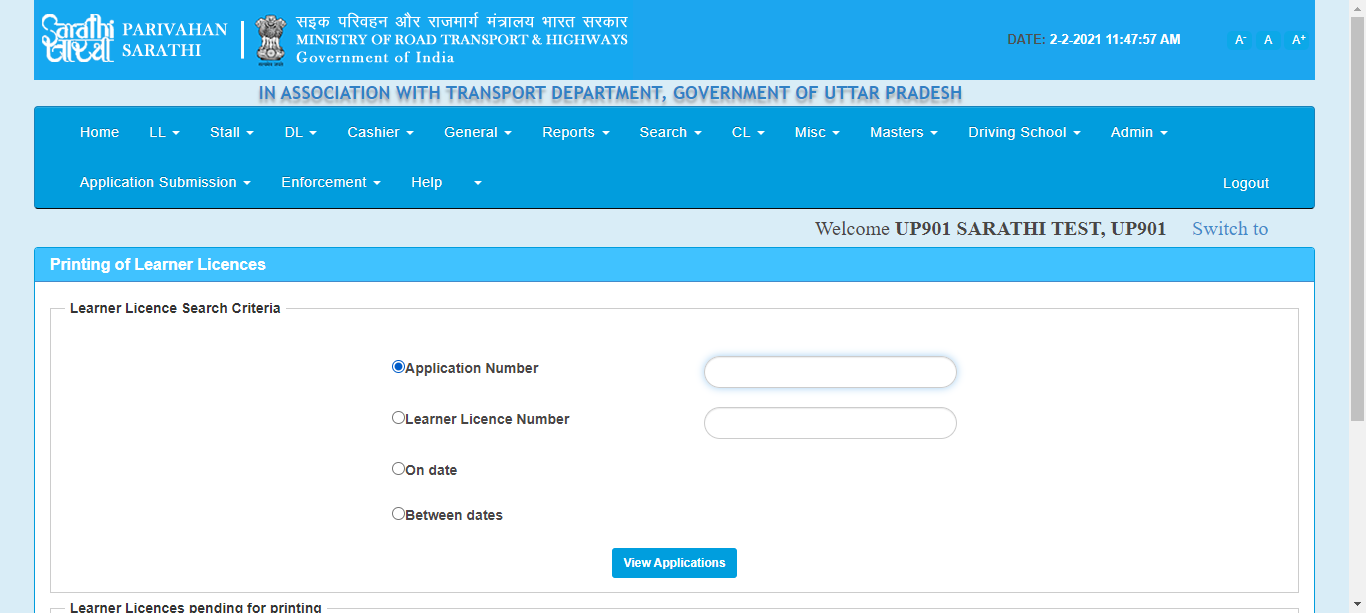 Sarathi
सारथी
PARIVAHAN
SARATHI
सड़क परिवहन और राजमार्ग मंत्रालय भारत सरकार
MINISTRY OF ROAD TRANSPORT & HIGHWAYS
Government of India
DATE: 2-2-2021 11:47:57 AM
A- A A+
IN ASSOCIATION WITH TRANSPORT DEPARTMENT, GOVERNMENT OF UTTAR PRADESH
Home LL Stall DL Cashier General Reports Search CL Misc Masters Driving School Admin
Application Submission Enforcement Help Logout
Welcome UP901 SARATHI TEST, UP901 Switch to
Printing of Learner Licences
Learner Licence Search Criteria
Application Number
Learner Licence Number
On date
Between dates
View Applications
Learner Licences pending for printing